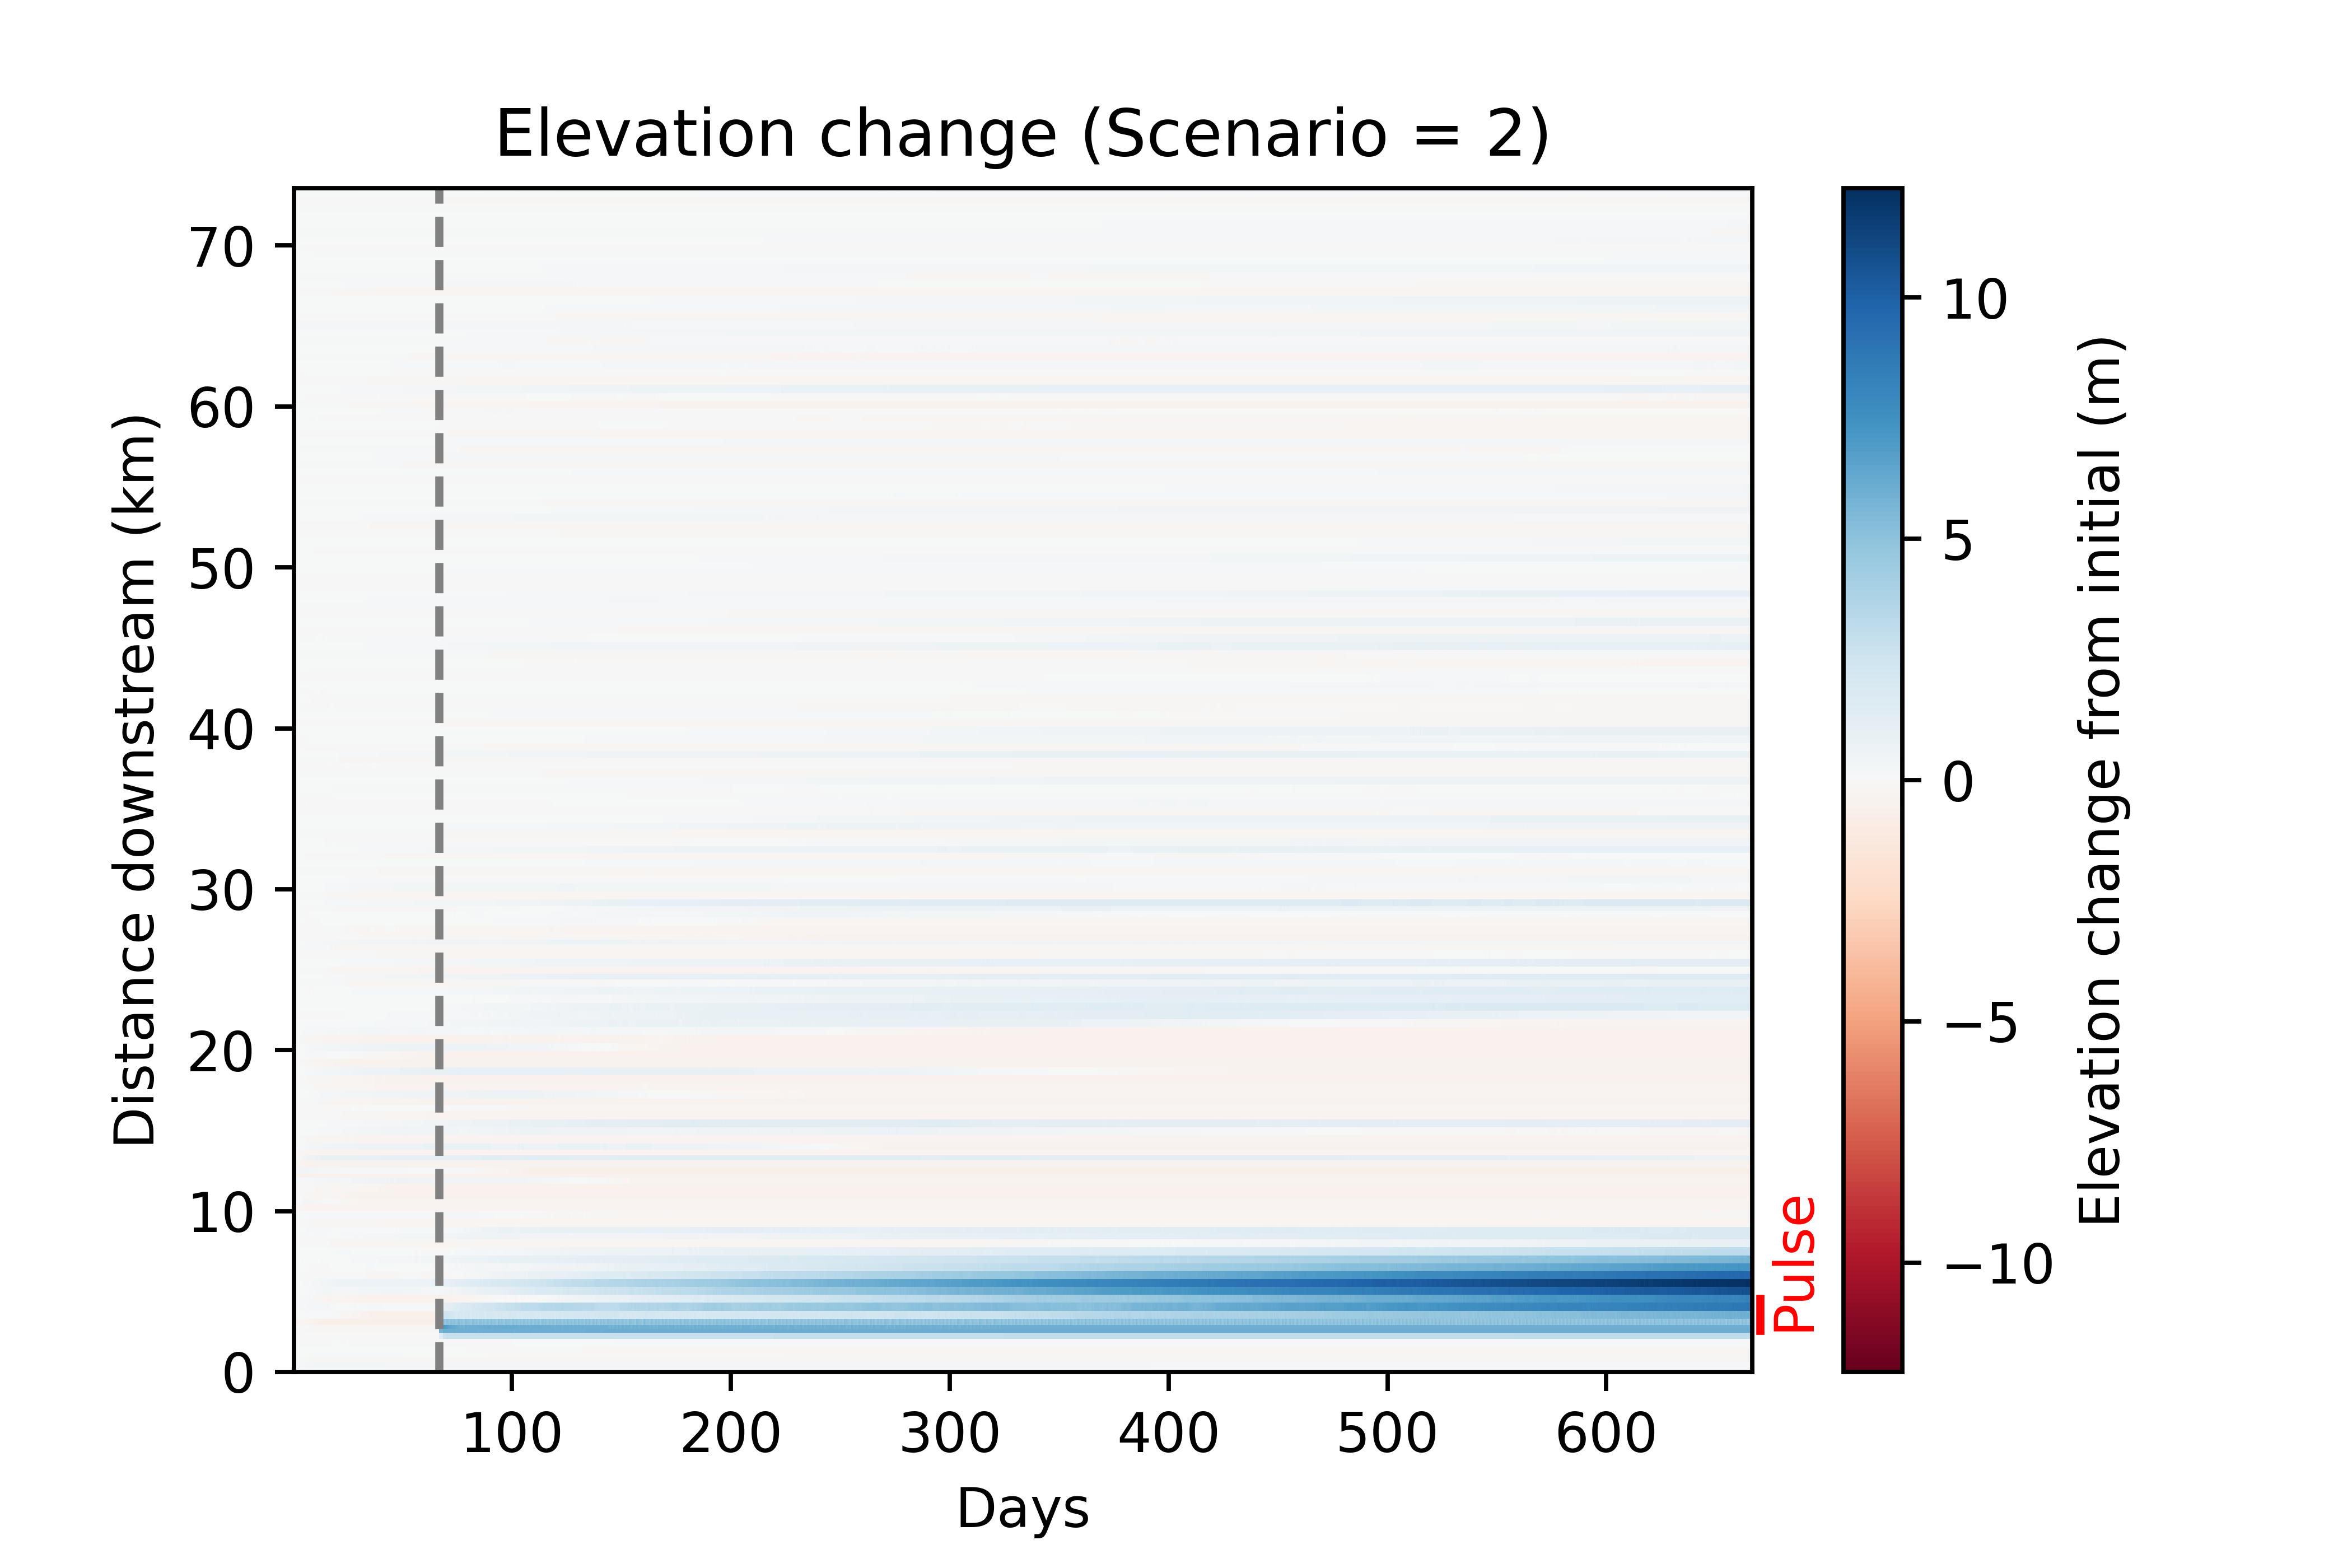 Elevation change (Scenario = 2)
Distance downstream (km)
70
60
50
40
30
20
10
0
100 200 300 400 500 600
Days
Pulse
10
5
0
−5
−10
Elevation change from initial (m)